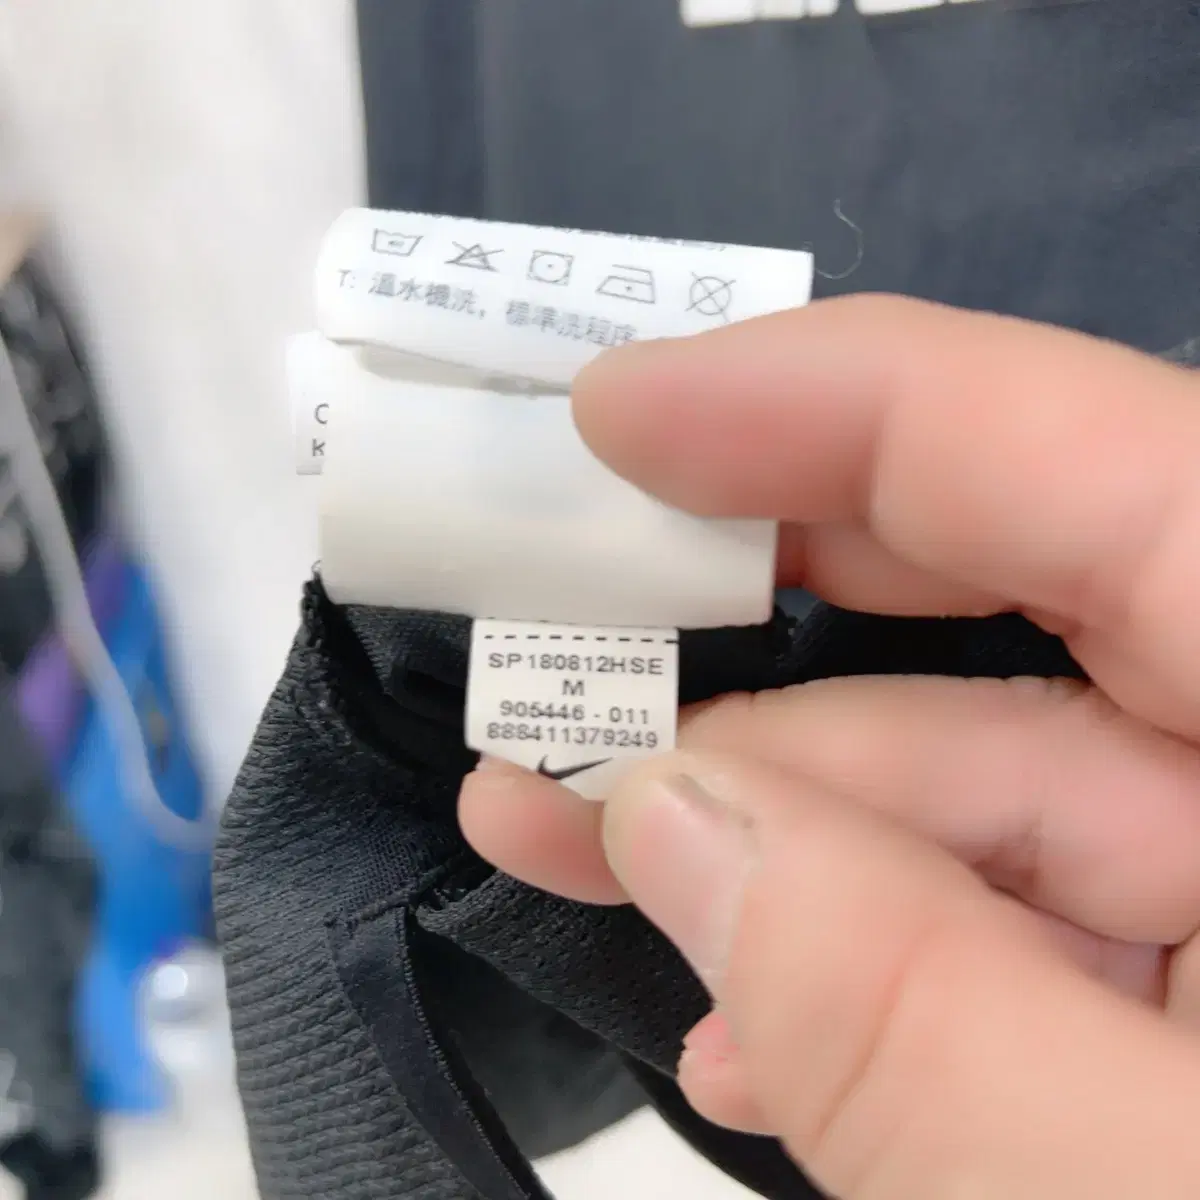 T: 溫水機洗，標準洗程序
C
K
SP180812HSE
M
905446 - 011
888411379249